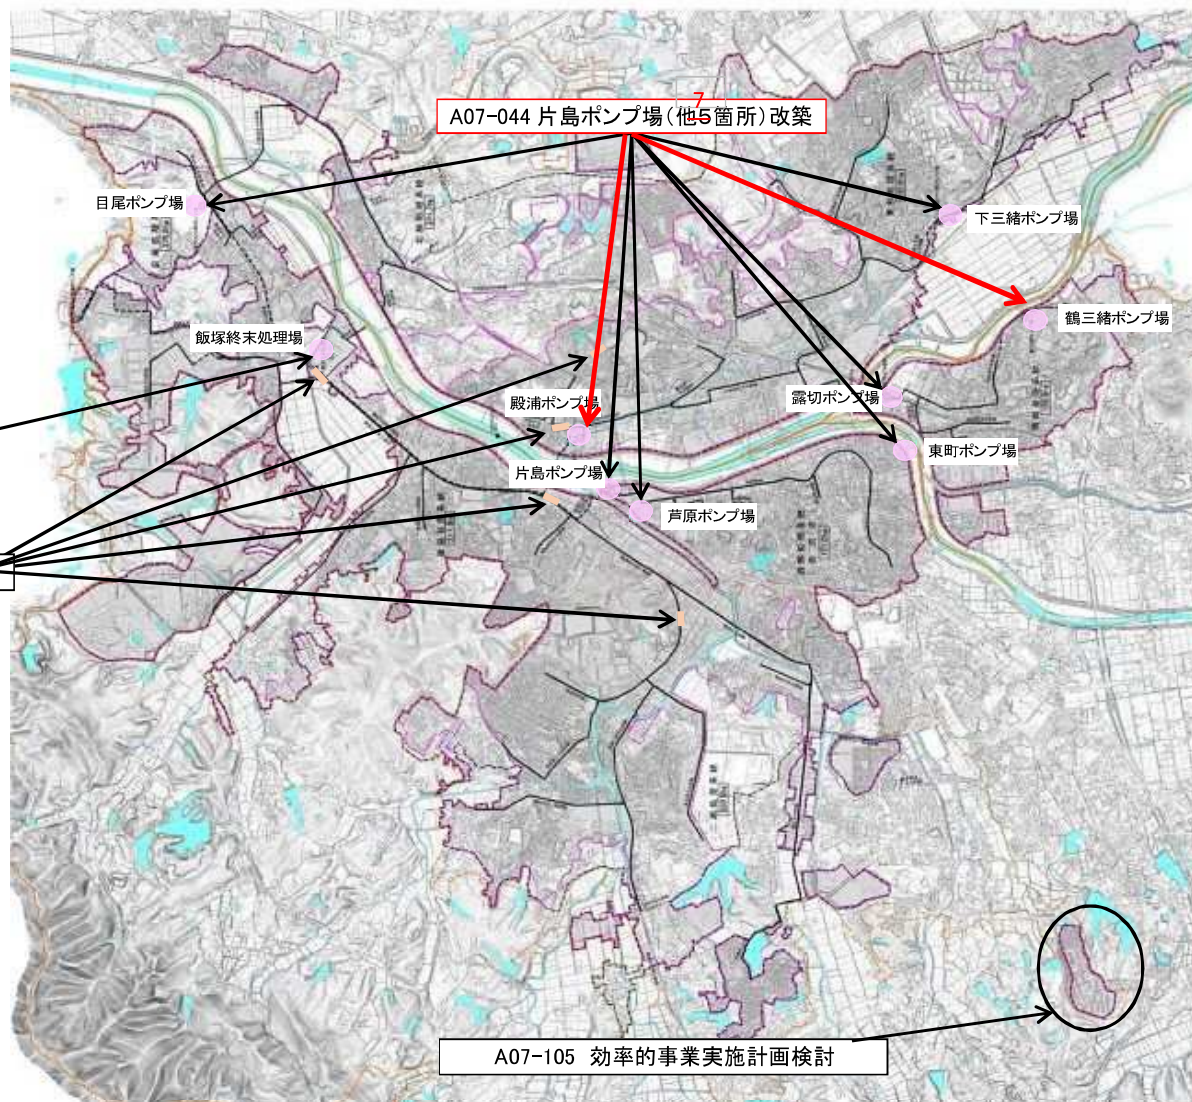 7
A07-044 片島ポンプ場(他5箇所)改築
目尾ポンプ場
下三緒ポンプ場
鶴三緒ポンプ場
飯塚終末処理場
殿浦ポンプ場
露切ポンプ場
東町ポンプ場
片島ポンプ場
芦原ポンプ場
A07-105 効率的事業実施計画検討